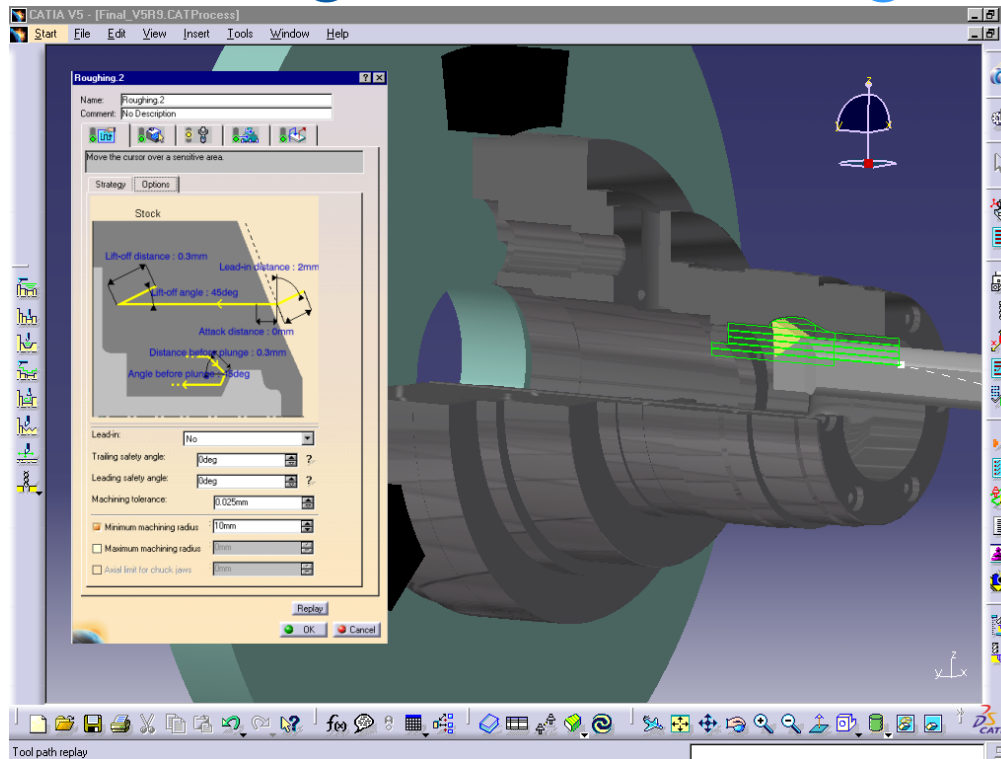 CATIA V5 - [Final_V5R9.CATProcess]
Start File Edit View Insert Tools Window Help
Roughing.2
Name: Roughing.2
Comment: No Description
Move the cursor over a sensitive area.
Strategy Options
Stock
Lift-off distance : 0.3mm
Lead-in distance : 2mm
Lift-off angle : 45deg
Attack distance : 0mm
Distance before plunge : 0.3mm
Angle before plunge : 45deg
Lead-in: No
Trailing safety angle: 0deg ?
Leading safety angle: 0deg ?
Machining tolerance: 0.025mm
Minimum machining radius : 10mm
Maximum machining radius 0mm
Axial limit for chuck jaws 0mm
Replay
OK Cancel
z
z
y x
f(x)
CATIA
Tool path replay